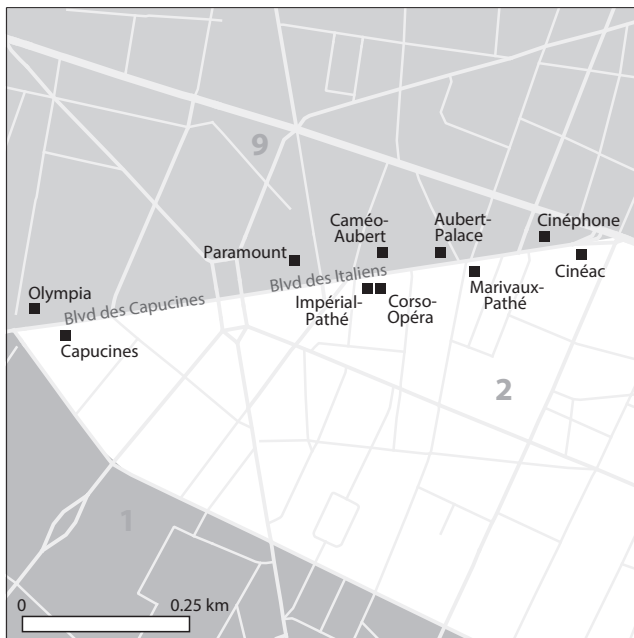 9
Caméo-
Aubert
Aubert-
Palace
Cinéphone
Paramount
Cinéac
Blvd des Italiens
Marivaux-
Pathé
Olympia
Blvd des Capucines
Impérial-
Pathé
Corso-
Opéra
Capucines
2
1
0
0.25 km